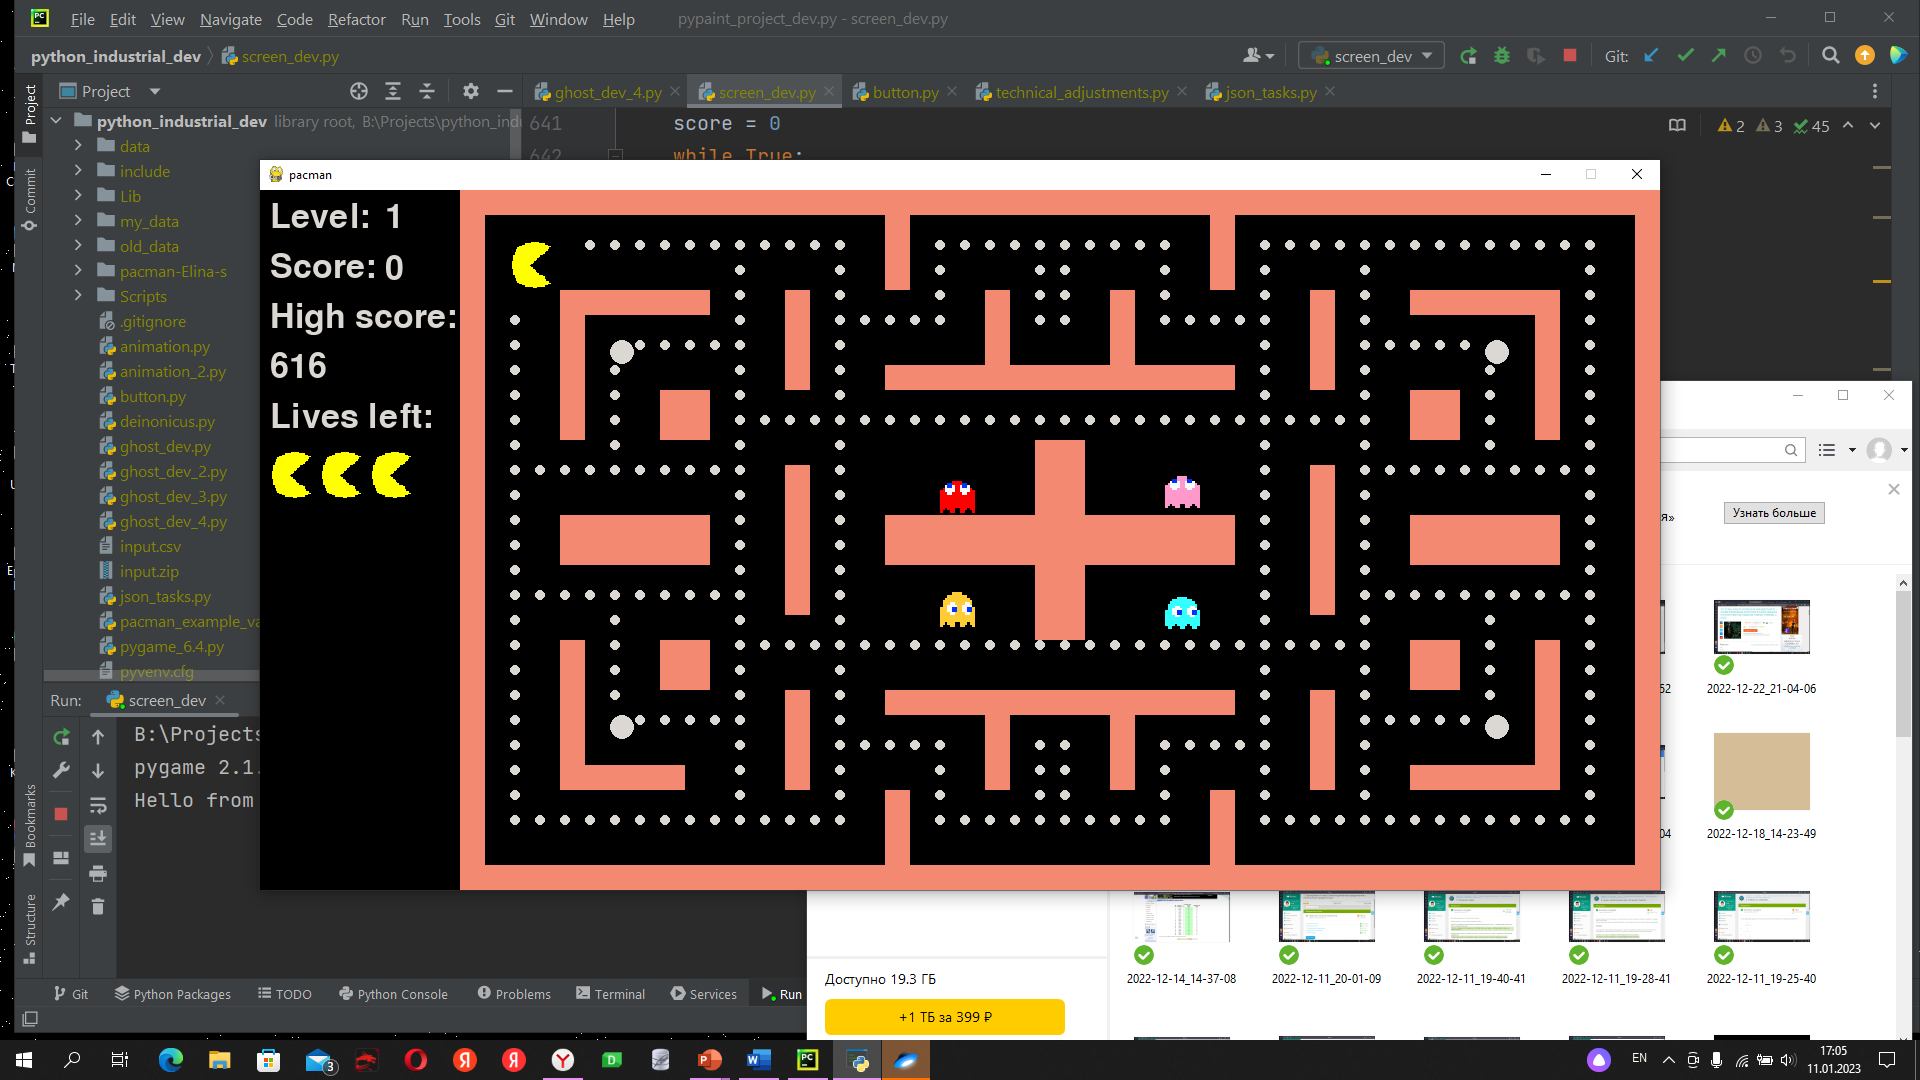 File Edit View Navigate Code Refactor Run Tools Git Window Help pypaint_project_dev.py - screen_dev.py
python_industrial_dev screen_dev.py screen_dev Git:
Project ghost_dev_4.py screen_dev.py button.py technical_adjustments.py json_tasks.py
Project
Commit
python_industrial_dev library root, B:\Projects\python_ind
641 score = 0
2 3 45
642 while True:
data
include
Lib
my_data
old_data
pacman-Elina-s
Scripts
.gitignore
animation.py
animation_2.py
button.py
deinonicus.py
ghost_dev.py
ghost_dev_2.py
ghost_dev_3.py
ghost_dev_4.py
input.csv
input.zip
json_tasks.py
pacman_example_va
pygame_6.4.py
pyvenv.cfg
pacman
Level: 1
Score: 0
High score:
616
Lives left:
Run: screen_dev
B:\Projects
pygame 2.1.
Hello from
Bookmarks
Structure
Git Python Packages TODO Python Console Problems Terminal Services Run
я»
Узнать больше
52 2022-12-22_21-04-06
04 2022-12-18_14-23-49
2022-12-14_14-37-08 2022-12-11_20-01-09 2022-12-11_19-40-41 2022-12-11_19-28-41 2022-12-11_19-25-40
Доступно 19.3 ГБ
+1 ТБ за 399 ₽
3
EN
17:05
11.01.2023